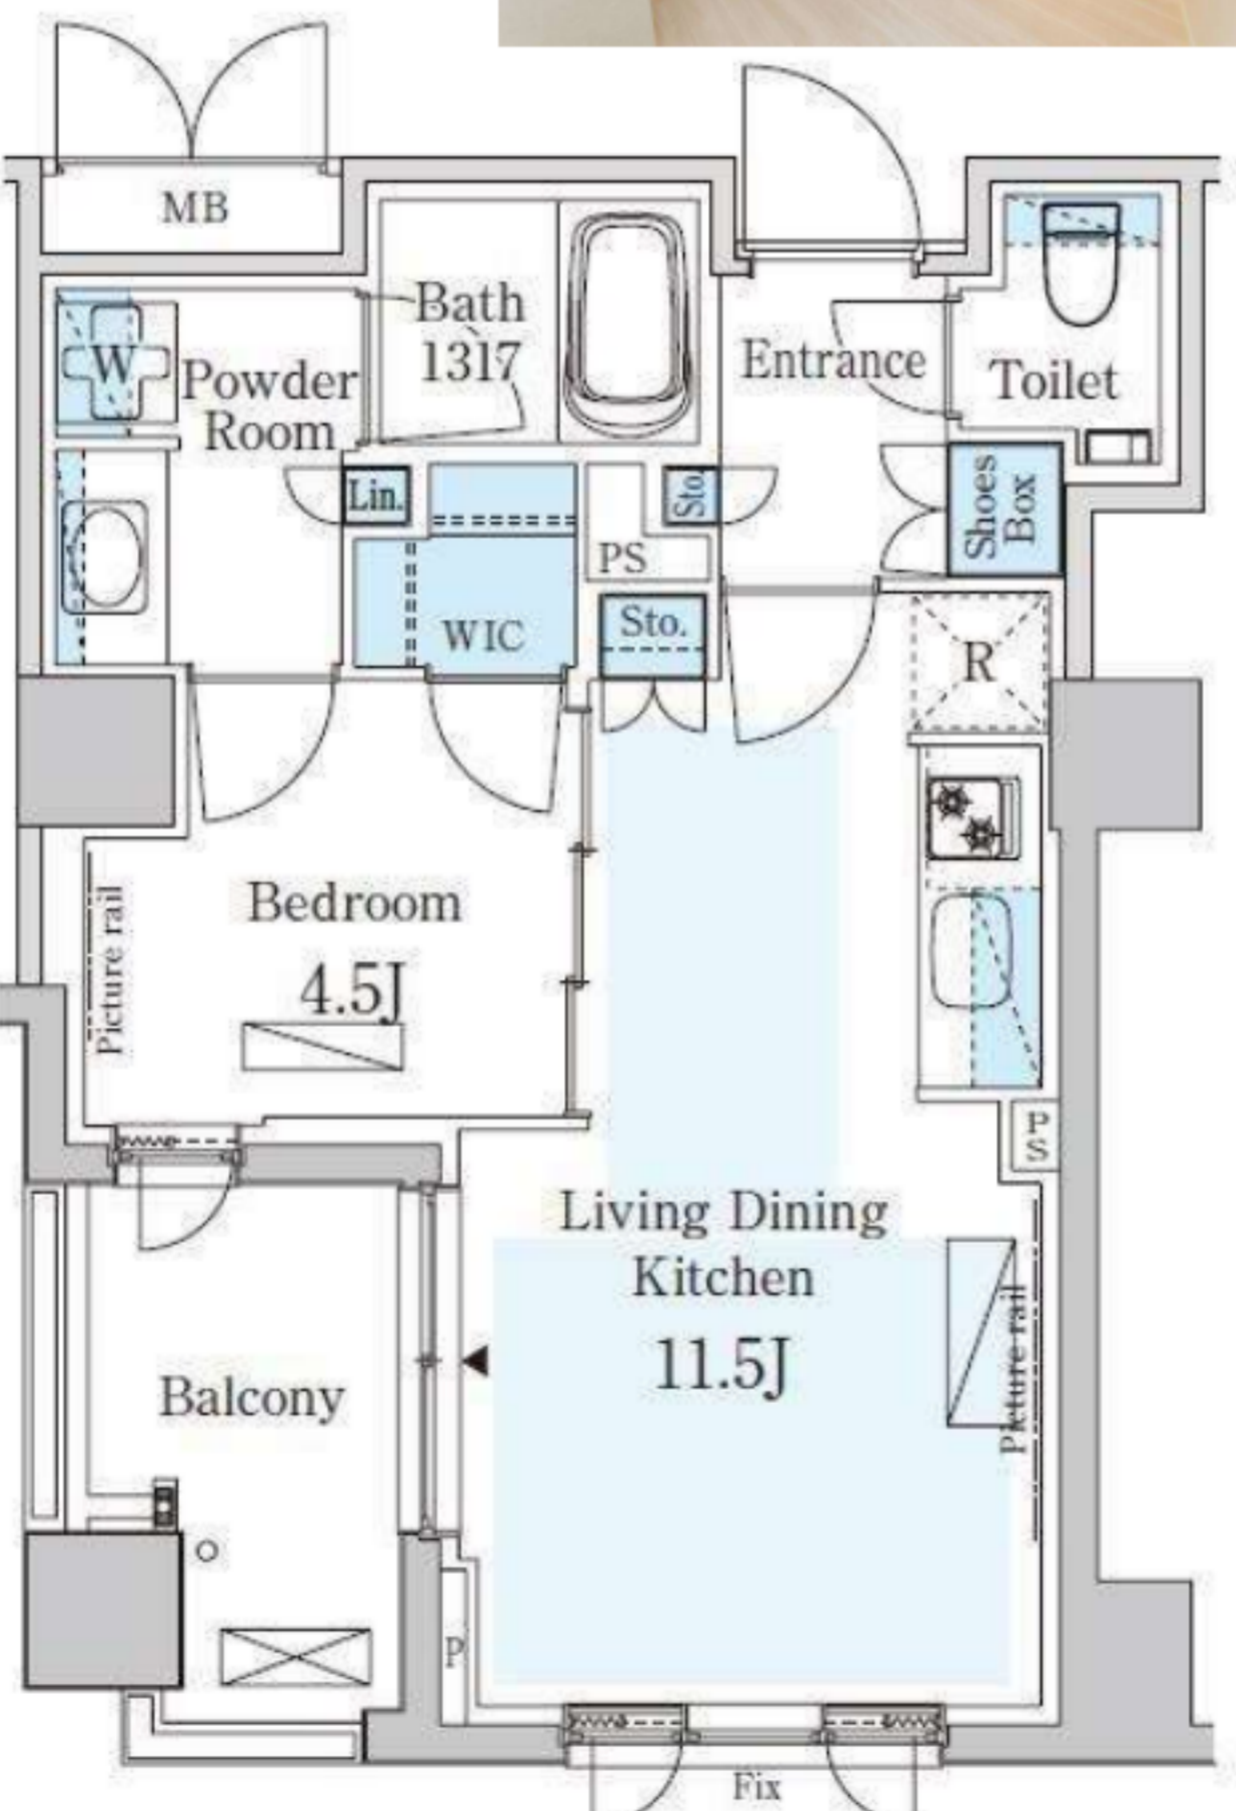 MB
Bath
1317
W
Powder
Room
Entrance
Toilet
Lin.
Sto.
Shoes
Box
PS
WIC
Sto.
R
Bedroom
4.5J
Picture rail
PS
Living Dining
Kitchen
11.5J
Picture rail
Balcony
P
Fix